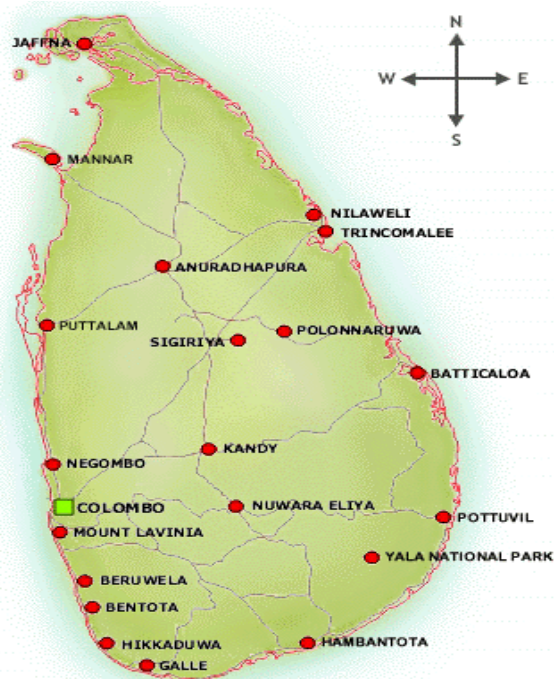 N
JAFFNA
W E
S
MANNAR
NILAWELI
TRINCOMALEE
ANURADHAPURA
PUTTALAM
POLONNARUWA
SIGIRIYA
BATTICALOA
KANDY
NEGOMBO
COLOMBO
NUWARA ELIYA
POTTUVIL
MOUNT LAVINIA
YALA NATIONAL PARK
BERUWELA
BENTOTA
HIKKADUWA
HAMBANTOTA
GALLE